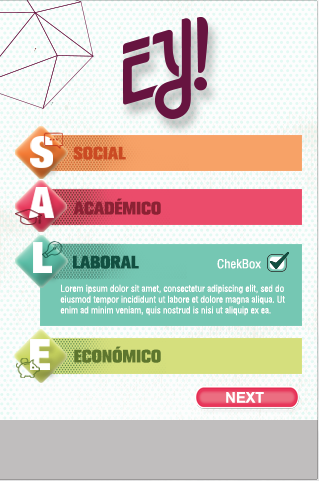 Ey!
S SOCIAL
A ACADÉMICO
L LABORAL
ChekBox
Lorem ipsum dolor sit amet, consectetur adipiscing elit, sed do
eiusmod tempor incididunt ut labore et dolore magna aliqua. Ut
enim ad minim veniam, quis nostrud is nisi ut aliquip ex ea.
E ECONÓMICO
NEXT